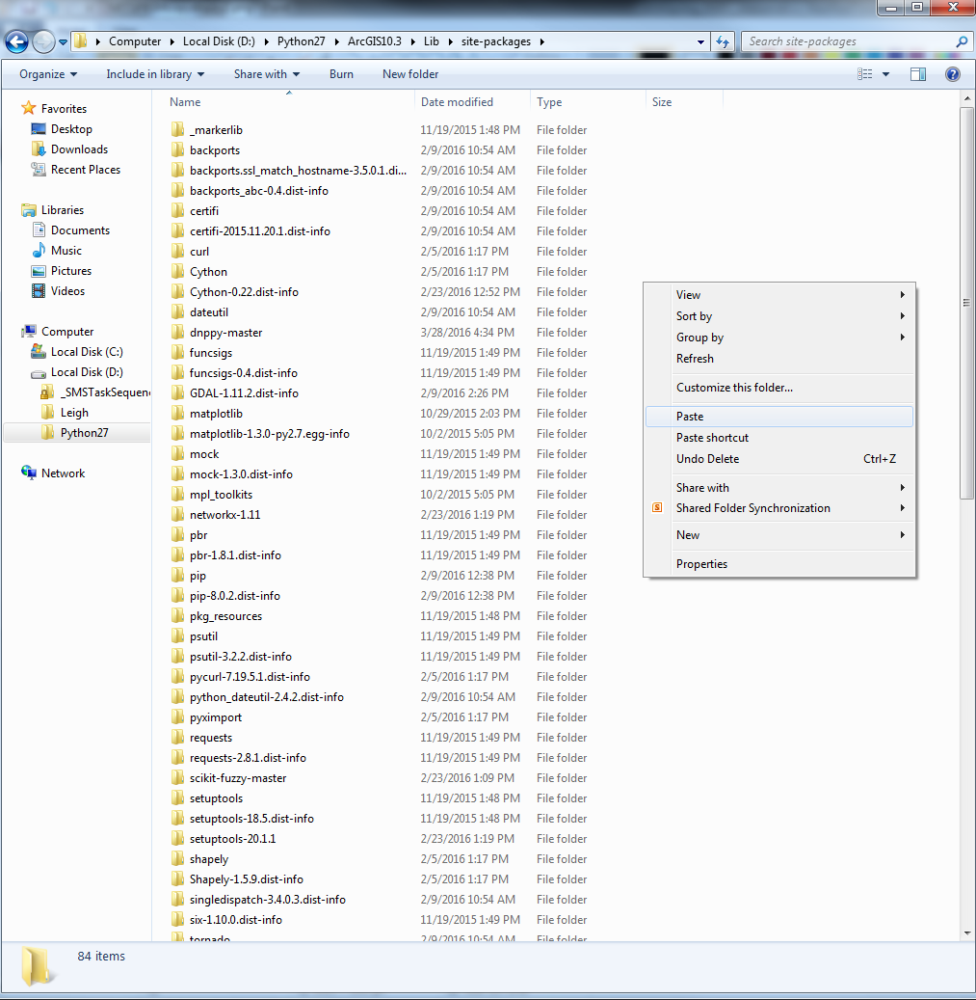 Computer Local Disk (D:) Python27 ArcGIS10.3 Lib site-packages Search site-packages
Organize Include in library Share with Burn New folder
Favorites
Desktop
Downloads
Recent Places
Libraries
Documents
Music
Pictures
Videos
Computer
Local Disk (C:)
Local Disk (D:)
_SMSTaskSequen
Leigh
Python27
Network
Name Date modified Type Size
_markerlib 11/19/2015 1:48 PM File folder
backports 2/9/2016 10:54 AM File folder
backports.ssl_match_hostname-3.5.0.1.di... 2/9/2016 10:54 AM File folder
backports_abc-0.4.dist-info 2/9/2016 10:54 AM File folder
certifi 2/9/2016 10:54 AM File folder
certifi-2015.11.20.1.dist-info 2/9/2016 10:54 AM File folder
curl 2/5/2016 1:17 PM File folder
Cython 2/5/2016 1:17 PM File folder
Cython-0.22.dist-info 2/23/2016 12:52 PM File folder
dateutil 2/9/2016 10:54 AM File folder
dnppy-master 3/28/2016 4:34 PM File folder
funcsigs 11/19/2015 1:49 PM File folder
funcsigs-0.4.dist-info 11/19/2015 1:49 PM File folder
GDAL-1.11.2.dist-info 2/9/2016 2:26 PM File folder
matplotlib 10/29/2015 2:03 PM File folder
matplotlib-1.3.0-py2.7.egg-info 10/2/2015 5:05 PM File folder
mock 11/19/2015 1:49 PM File folder
mock-1.3.0.dist-info 11/19/2015 1:49 PM File folder
mpl_toolkits 10/2/2015 5:05 PM File folder
networkx-1.11 2/23/2016 1:19 PM File folder
pbr 11/19/2015 1:49 PM File folder
pbr-1.8.1.dist-info 11/19/2015 1:49 PM File folder
pip 2/9/2016 12:38 PM File folder
pip-8.0.2.dist-info 2/9/2016 12:38 PM File folder
pkg_resources 11/19/2015 1:48 PM File folder
psutil 11/19/2015 1:49 PM File folder
psutil-3.2.2.dist-info 11/19/2015 1:49 PM File folder
pycurl-7.19.5.1.dist-info 2/5/2016 1:17 PM File folder
python_dateutil-2.4.2.dist-info 2/9/2016 10:54 AM File folder
pyximport 2/5/2016 1:17 PM File folder
requests 11/19/2015 1:49 PM File folder
requests-2.8.1.dist-info 11/19/2015 1:49 PM File folder
scikit-fuzzy-master 2/23/2016 1:09 PM File folder
setuptools 11/19/2015 1:48 PM File folder
setuptools-18.5.dist-info 11/19/2015 1:48 PM File folder
setuptools-20.1.1 2/23/2016 1:19 PM File folder
shapely 2/5/2016 1:17 PM File folder
Shapely-1.5.9.dist-info 2/5/2016 1:17 PM File folder
singledispatch-3.4.0.3.dist-info 2/9/2016 10:54 AM File folder
six-1.10.0.dist-info 11/19/2015 1:49 PM File folder
tornado 2/9/2016 10:54 AM File folder
View
Sort by
Group by
Refresh
Customize this folder...
Paste
Paste shortcut
Undo Delete Ctrl+Z
Share with
S Shared Folder Synchronization
New
Properties
84 items